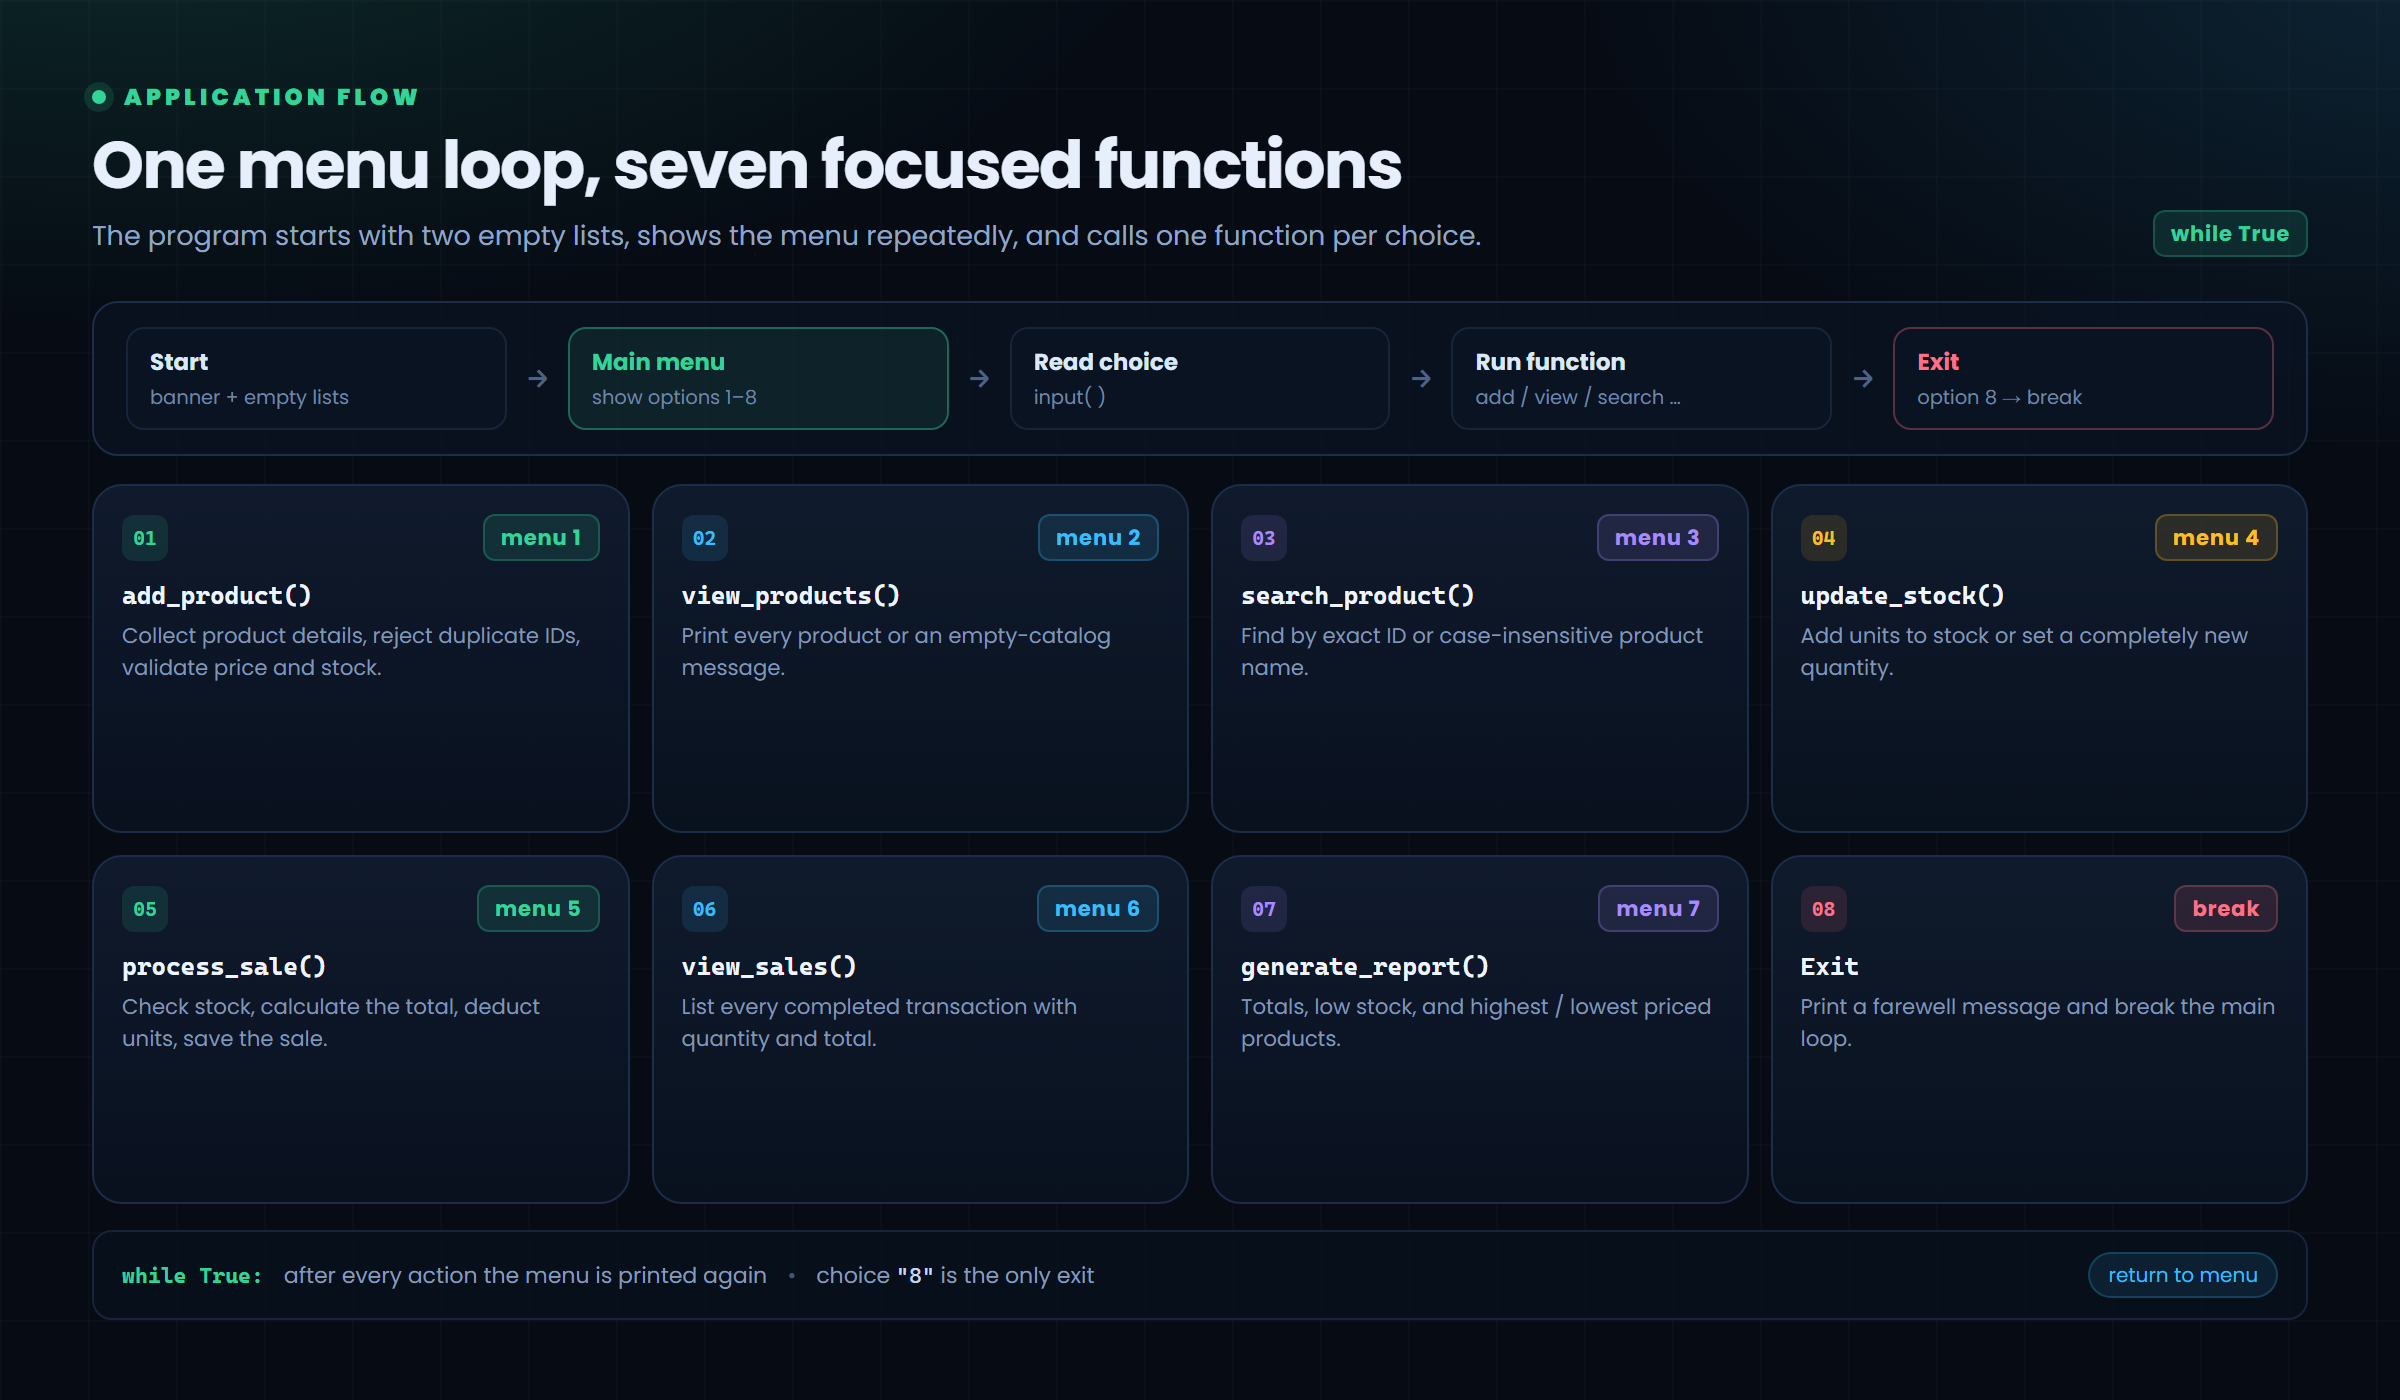 APPLICATION FLOW
One menu loop, seven focused functions
The program starts with two empty lists, shows the menu repeatedly, and calls one function per choice.
while True
Start
banner + empty lists
→
Main menu
show options 1–8
→
Read choice
input( )
→
Run function
add / view / search ...
→
Exit
option 8 → break
01
menu 1
add_product()
Collect product details, reject duplicate IDs,
validate price and stock.
02
menu 2
view_products()
Print every product or an empty-catalog
message.
03
menu 3
search_product()
Find by exact ID or case-insensitive product
name.
04
menu 4
update_stock()
Add units to stock or set a completely new
quantity.
05
menu 5
process_sale()
Check stock, calculate the total, deduct
units, save the sale.
06
menu 6
view_sales()
List every completed transaction with
quantity and total.
07
menu 7
generate_report()
Totals, low stock, and highest / lowest priced
products.
08
break
Exit
Print a farewell message and break the main
loop.
while True: after every action the menu is printed again • choice "8" is the only exit
return to menu